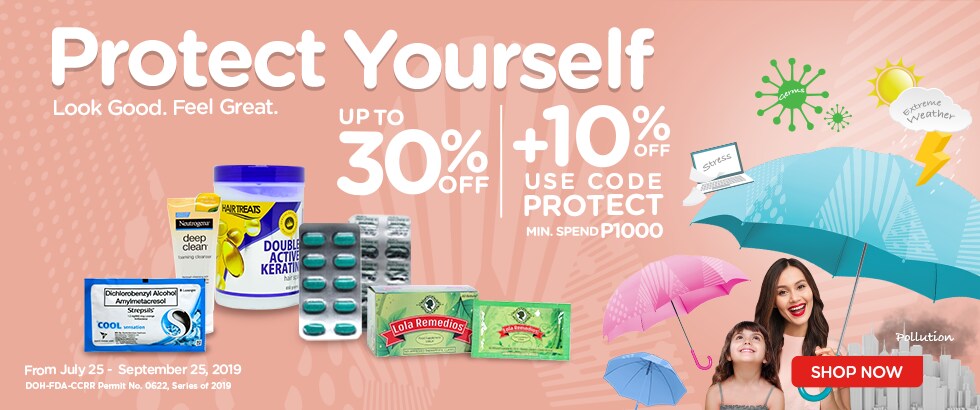 Protect Yourself
Look Good. Feel Great.
UP TO
30% OFF
+10% OFF
USE CODE
PROTECT
MIN. SPEND P1000
Germs
Extreme
Weather
Stress
Pollution
Neutrogena
deep
clean
foaming cleanser
HAIRTREATS
DOUBLE
ACTIVE
KERATIN
Dichlorobenzyl Alcohol
Amylmetacresol
Strepsils
COOL sensation
Lola Remedios
Lola Remedios
From July 25 - September 25, 2019
DOH-FDA-CCRR Permit No. 0622, Series of 2019
SHOP NOW